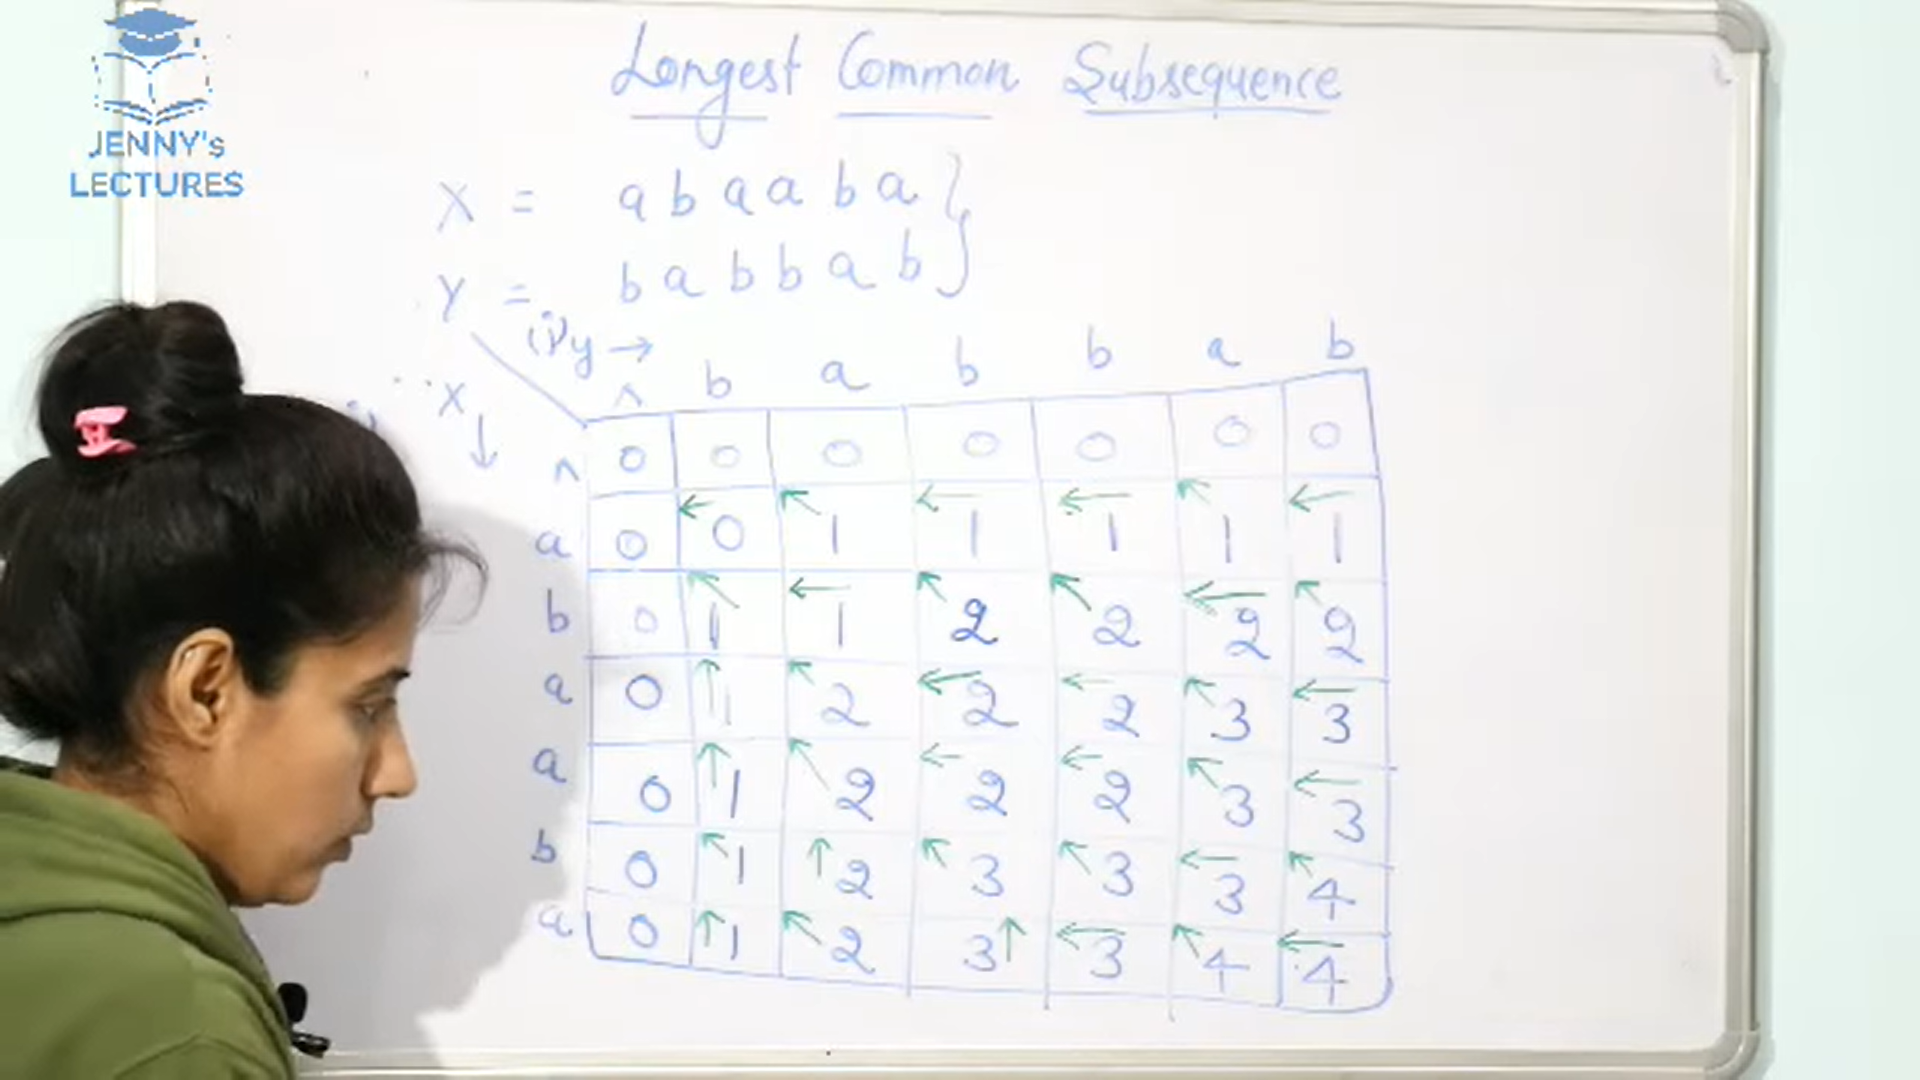 JENNY's
LECTURES
Longest Common Subsequence
X = a b a a b a }
Y = b a b b a b }
(i) y →
x ↓
^ b a b b a b
^ 0 0 0 0 0 0 0
a 0 ← 0 ↖ 1 ← 1 ← 1 ↖ 1 ← 1
b 0 ↖ 1 ← 1 ↖ 2 ↖ 2 ← 2 ↖ 2
a 0 ↑ 1 ↖ 2 ← 2 ← 2 ↖ 3 ← 3
a 0 ↑ 1 ↖ 2 ← 2 ← 2 ↖ 3 ← 3
b 0 ↖ 1 ↑ 2 ↖ 3 ↖ 3 ← 3 ↖ 4
a 0 ↑ 1 ↖ 2 3 ↑ ← 3 ↖ 4 ← 4